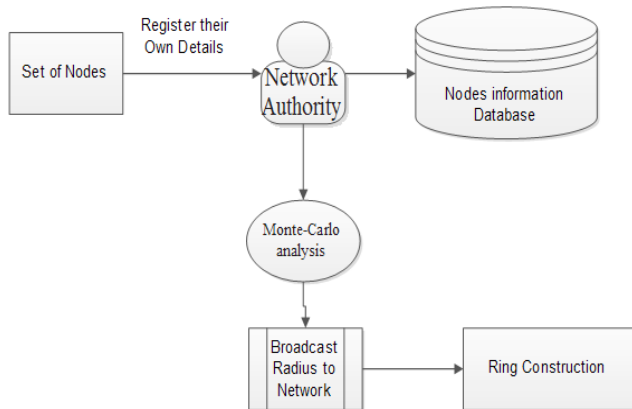 Register their
Own Details
Set of Nodes
Network
Authority
Nodes information
Database
Monte-Carlo
analysis
Broadcast
Radius to
Network
Ring Construction